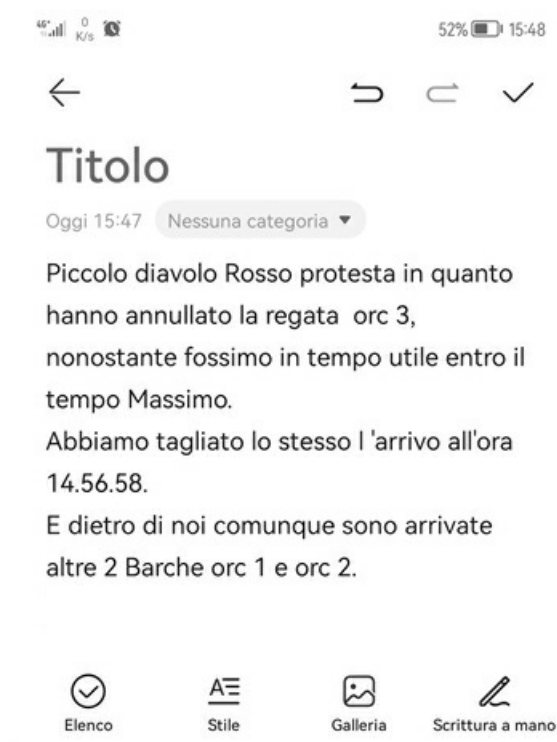 4G
0
K/s
52% 15:48
Titolo
Oggi 15:47 Nessuna categoria
Piccolo diavolo Rosso protesta in quanto
hanno annullato la regata  orc 3,
nonostante fossimo in tempo utile entro il
tempo Massimo.
Abbiamo tagliato lo stesso l 'arrivo all'ora
14.56.58.
E dietro di noi comunque sono arrivate
altre 2 Barche orc 1 e orc 2.
Elenco Stile Galleria Scrittura a mano